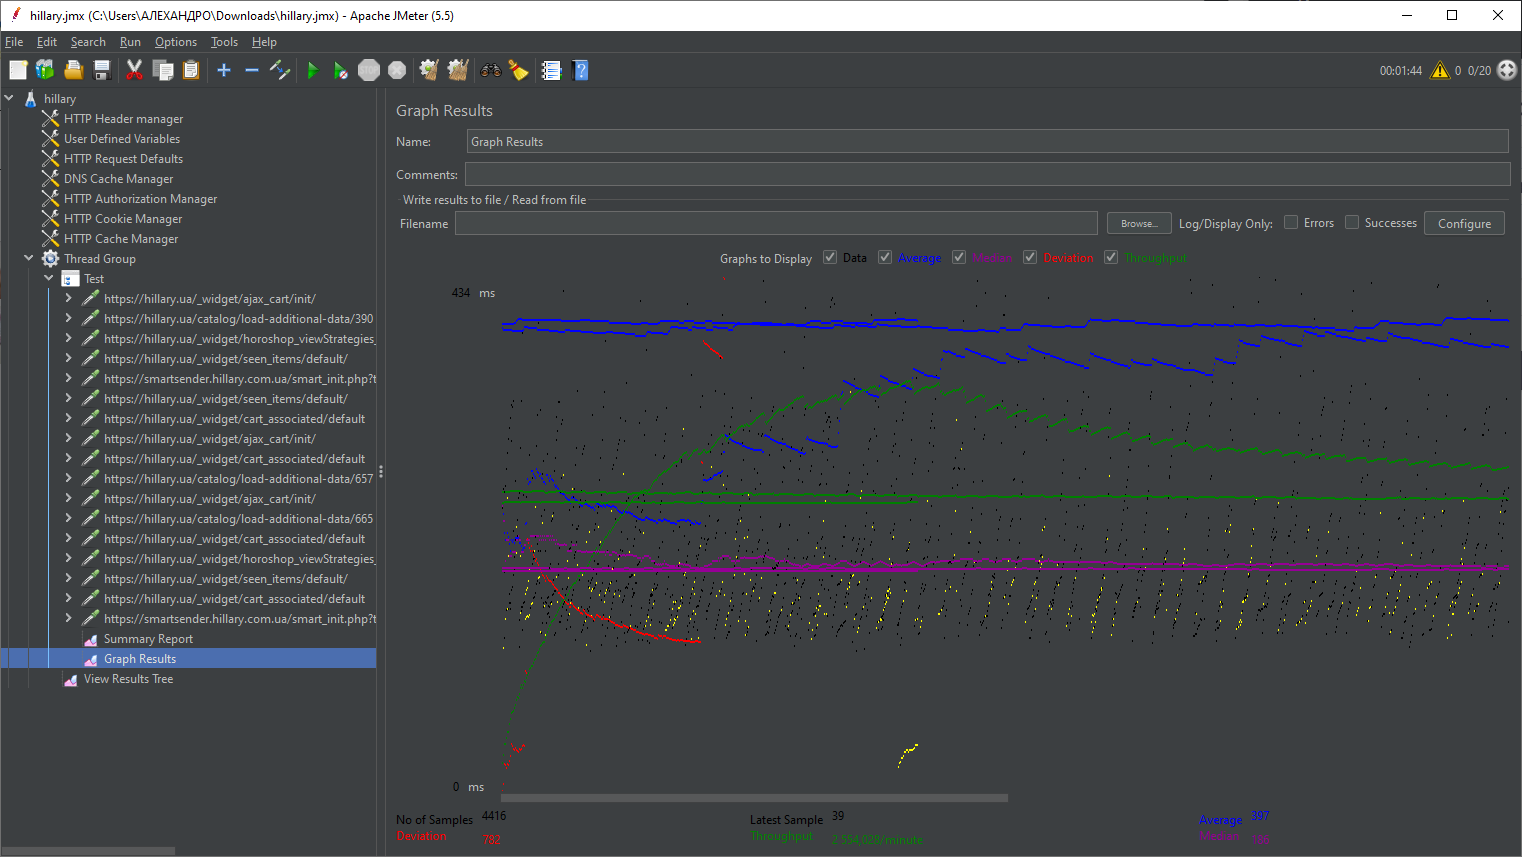 hillary.jmx (C:\Users\АЛЕХАНДРО\Downloads\hillary.jmx) - Apache JMeter (5.5)
File Edit Search Run Options Tools Help
00:01:44 0 0/20
hillary
HTTP Header manager
User Defined Variables
HTTP Request Defaults
DNS Cache Manager
HTTP Authorization Manager
HTTP Cookie Manager
HTTP Cache Manager
Thread Group
Test
https://hillary.ua/_widget/ajax_cart/init/
https://hillary.ua/catalog/load-additional-data/390
https://hillary.ua/_widget/horoshop_viewStrategies_
https://hillary.ua/_widget/seen_items/default/
https://smartsender.hillary.com.ua/smart_init.php?t
https://hillary.ua/_widget/seen_items/default/
https://hillary.ua/_widget/cart_associated/default
https://hillary.ua/_widget/ajax_cart/init/
https://hillary.ua/_widget/cart_associated/default
https://hillary.ua/catalog/load-additional-data/657
https://hillary.ua/_widget/ajax_cart/init/
https://hillary.ua/catalog/load-additional-data/665
https://hillary.ua/_widget/cart_associated/default
https://hillary.ua/_widget/horoshop_viewStrategies_
https://hillary.ua/_widget/seen_items/default/
https://hillary.ua/_widget/cart_associated/default
https://smartsender.hillary.com.ua/smart_init.php?t
Summary Report
Graph Results
View Results Tree
Graph Results
Name: Graph Results
Comments:
Write results to file / Read from file
Filename Browse... Log/Display Only: Errors Successes Configure
Graphs to Display Data Average Median Deviation Throughput
434 ms
0 ms
No of Samples 4416 Latest Sample 39 Average 397
Deviation 782 Throughput 2 554,028/minute Median